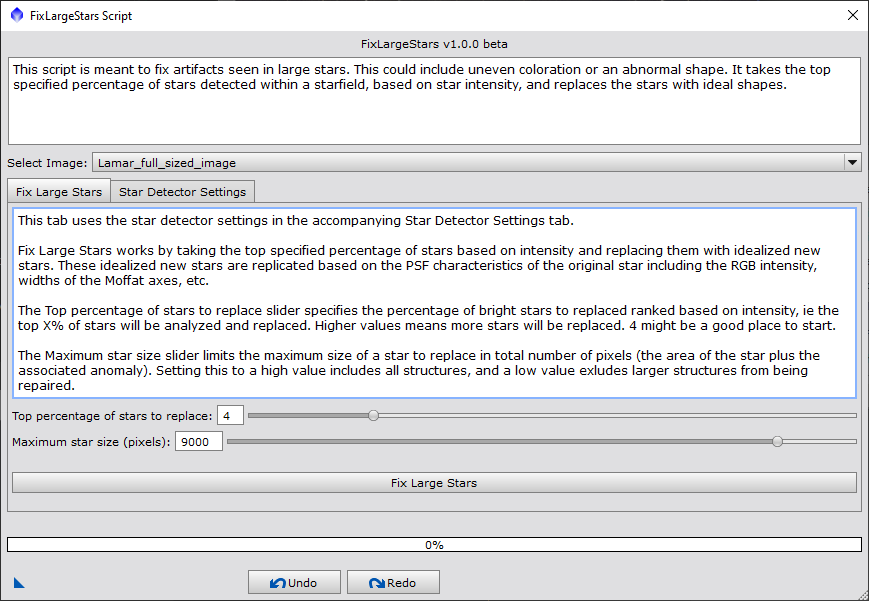 FixLargeStars Script
FixLargeStars v1.0.0 beta
This script is meant to fix artifacts seen in large stars. This could include uneven coloration or an abnormal shape. It takes the top
specified percentage of stars detected within a starfield, based on star intensity, and replaces the stars with ideal shapes.
Select Image: Lamar_full_sized_image
Fix Large Stars Star Detector Settings
This tab uses the star detector settings in the accompanying Star Detector Settings tab.
Fix Large Stars works by taking the top specified percentage of stars based on intensity and replacing them with idealized new
stars. These idealized new stars are replicated based on the PSF characteristics of the original star including the RGB intensity,
widths of the Moffat axes, etc.
The Top percentage of stars to replace slider specifies the percentage of bright stars to replaced ranked based on intensity, ie the
top X% of stars will be analyzed and replaced. Higher values means more stars will be replaced. 4 might be a good place to start.
The Maximum star size slider limits the maximum size of a star to replace in total number of pixels (the area of the star plus the
associated anomaly). Setting this to a high value includes all structures, and a low value exludes larger structures from being
repaired.
Top percentage of stars to replace: 4
Maximum star size (pixels): 9000
Fix Large Stars
0%
Undo Redo